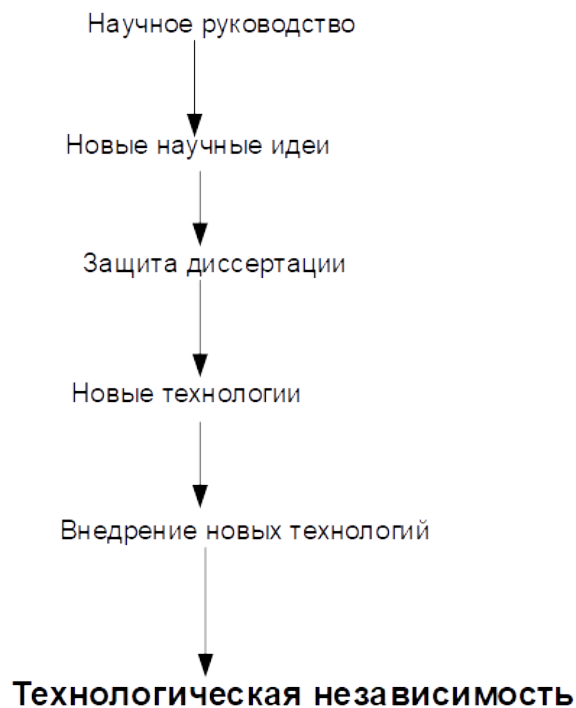 Научное руководство
Новые научные идеи
Защита диссертации
Новые технологии
Внедрение новых технологий
Технологическая независимость